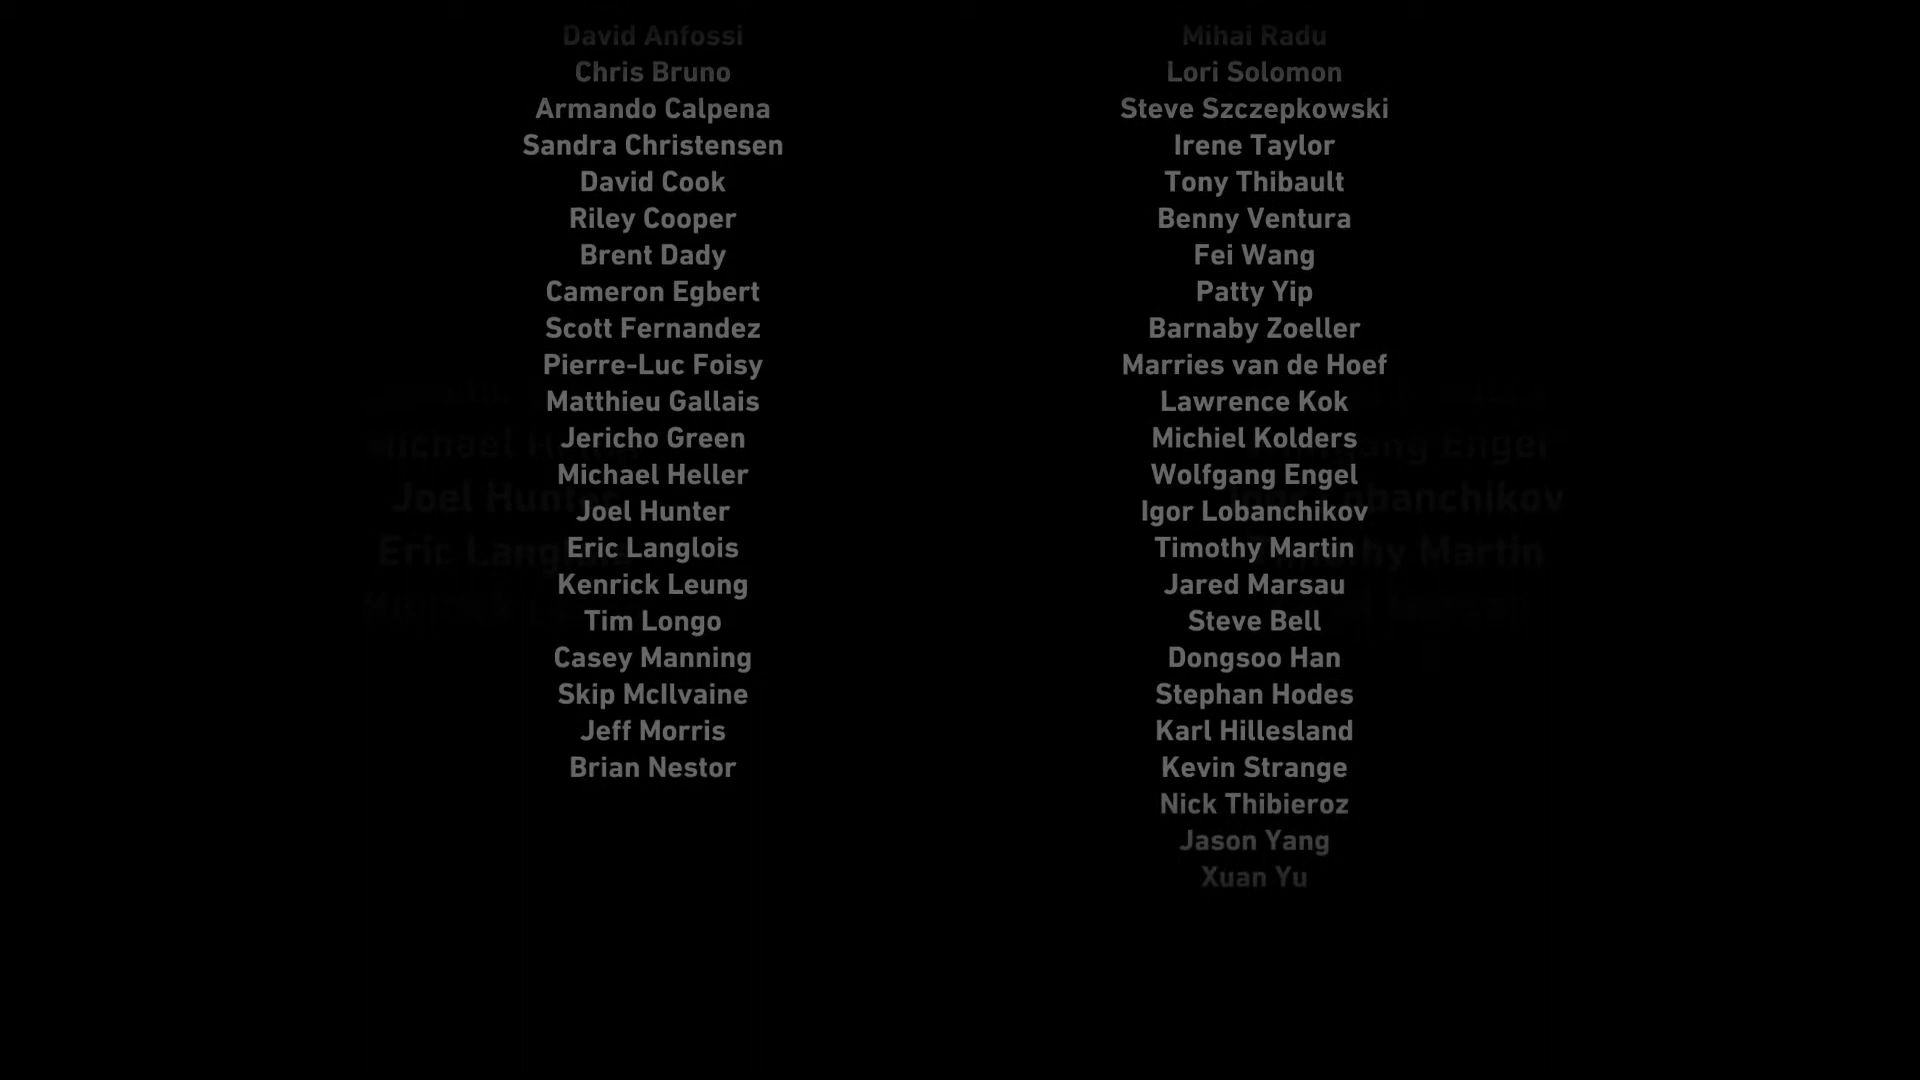 David Anfossi
Chris Bruno
Armando Calpena
Sandra Christensen
David Cook
Riley Cooper
Brent Dady
Cameron Egbert
Scott Fernandez
Pierre-Luc Foisy
Matthieu Gallais
Jericho Green
Michael Heller
Joel Hunter
Eric Langlois
Kenrick Leung
Tim Longo
Casey Manning
Skip McIlvaine
Jeff Morris
Brian Nestor
Mihai Radu
Lori Solomon
Steve Szczepkowski
Irene Taylor
Tony Thibault
Benny Ventura
Fei Wang
Patty Yip
Barnaby Zoeller
Marries van de Hoef
Lawrence Kok
Michiel Kolders
Wolfgang Engel
Igor Lobanchikov
Timothy Martin
Jared Marsau
Steve Bell
Dongsoo Han
Stephan Hodes
Karl Hillesland
Kevin Strange
Nick Thibieroz
Jason Yang
Xuan Yu